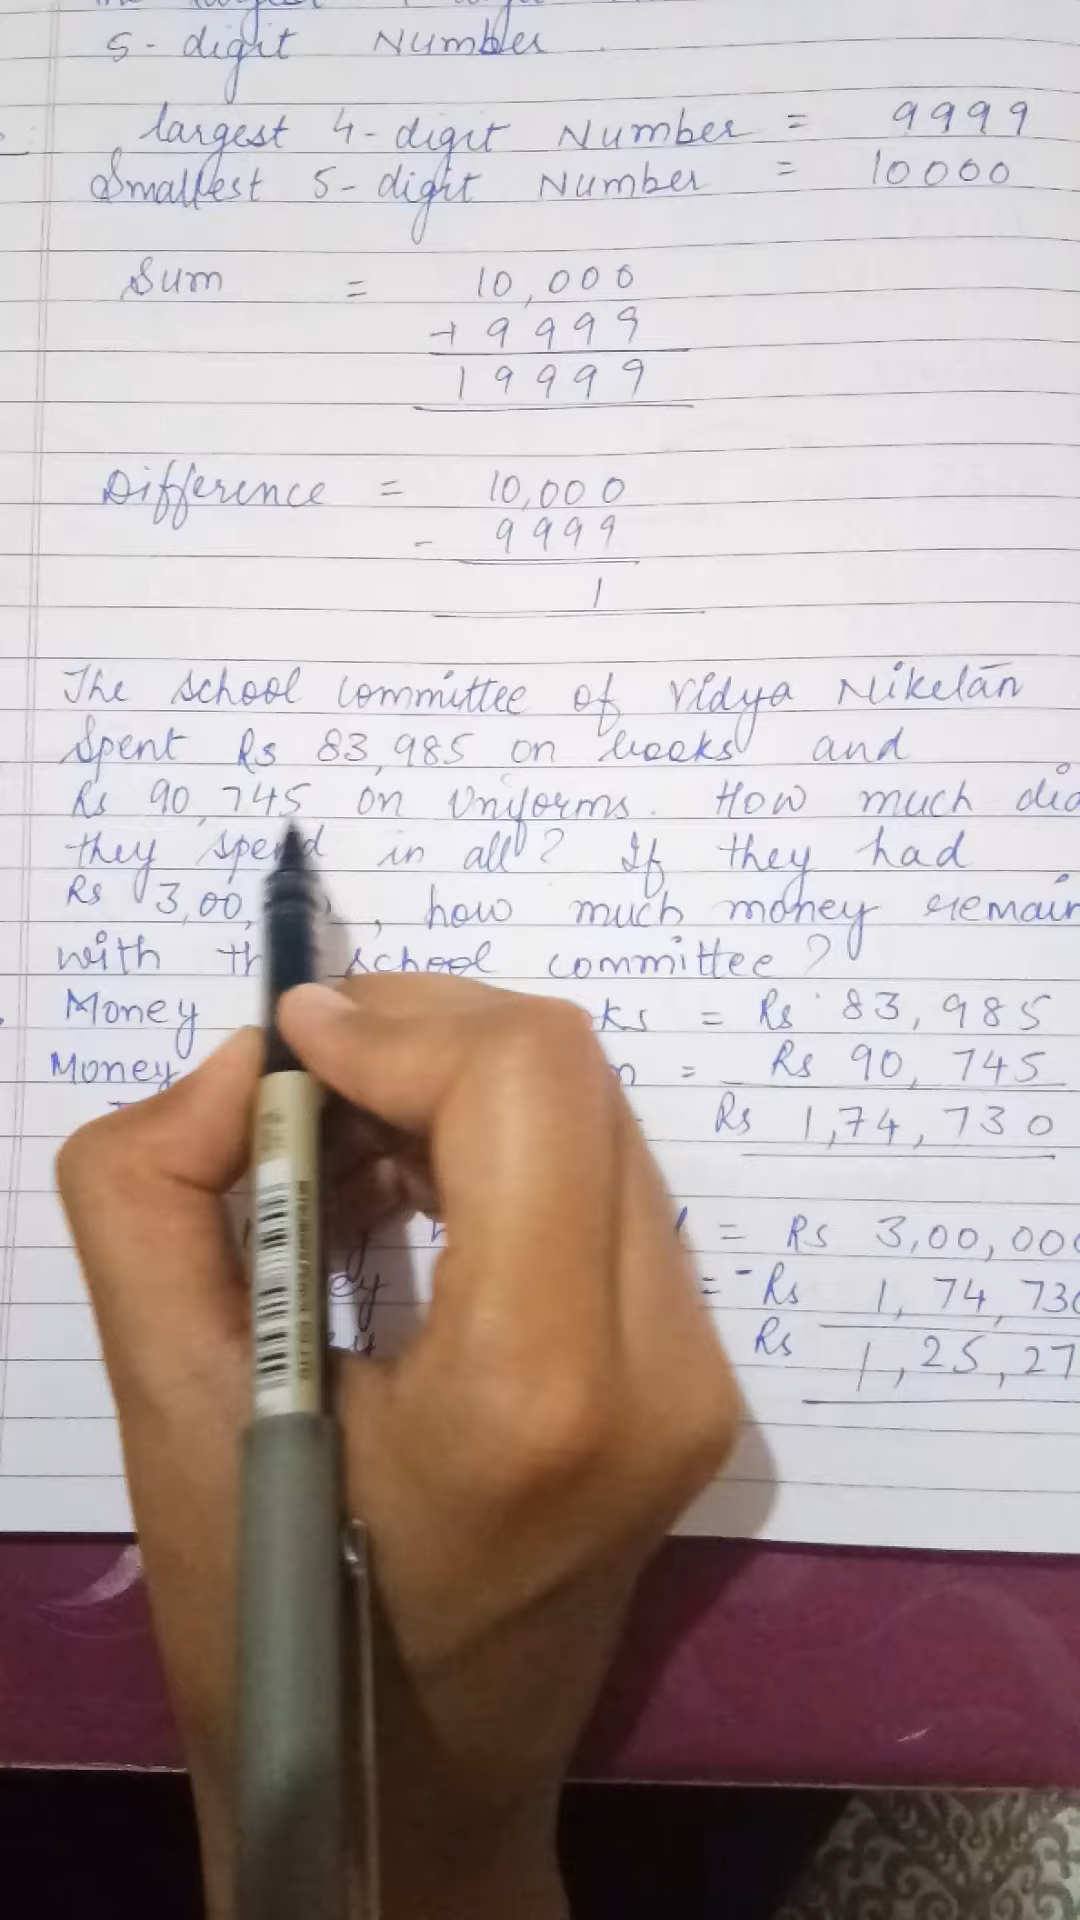 5-digit Number.
largest 4-digit Number = 9999
Smallest 5-digit Number = 10000
Sum = 10,000
+ 9999
19999
Difference = 10,000
- 9999
1
The school committee of Vidya Niketan
Spent Rs 83,985 on books and
Rs 90,745 on Uniforms. How much did
they spend in all? If they had
Rs 3,00, , how much money remain
with the school committee?
Money = Rs 83,985
Money = Rs 90,745
Rs 1,74,730
= Rs 3,00,000
= -Rs 1,74,730
Rs 1,25,27